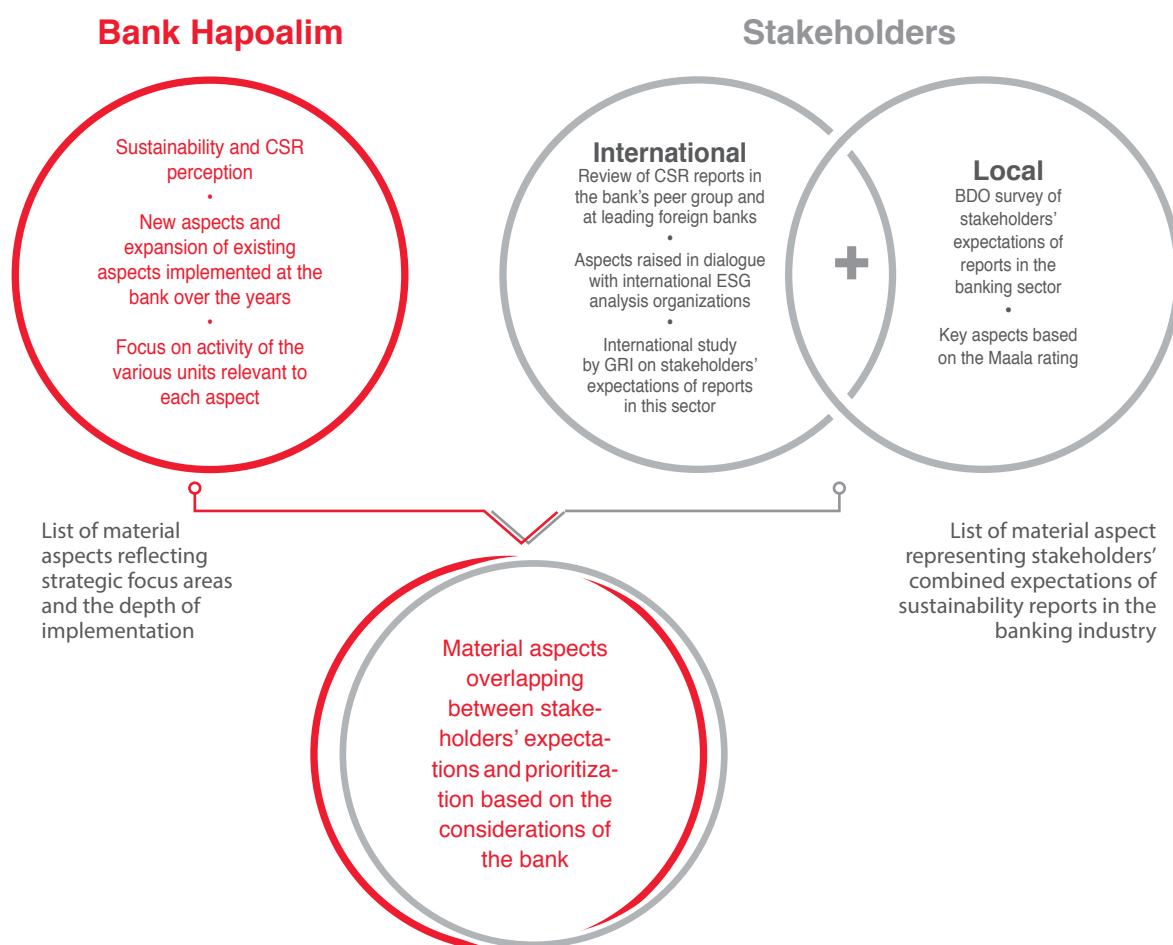 Bank Hapoalim
Stakeholders
Sustainability and CSR
perception
•
New aspects and
expansion of existing
aspects implemented at the
bank over the years
•
Focus on activity of the
various units relevant to
each aspect
International
Review of CSR reports in
the bank’s peer group and
at leading foreign banks
•
Aspects raised in dialogue
with international ESG
analysis organizations
•
International study
by GRI on stakeholders’
expectations of reports
in this sector
+
Local
BDO survey of
stakeholders’
expectations of
reports in the
banking sector
•
Key aspects based
on the Maala rating
List of material
aspects reflecting
strategic focus areas
and the depth of
implementation
List of material aspect
representing stakeholders’
combined expectations of
sustainability reports in the
banking industry
Material aspects
overlapping
between stake-
holders’ expecta-
tions and prioritiza-
tion based on the
considerations of
the bank